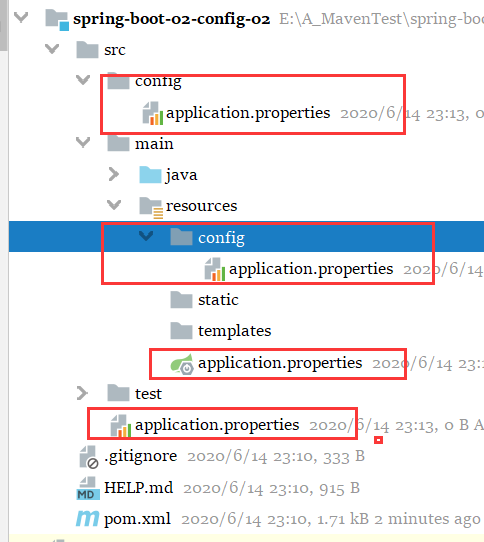 spring-boot-02-config-02 E:\A_MavenTest\spring-boo
src
config
application.properties 2020/6/14 23:13, 0
main
java
resources
config
application.properties 2020/6/14
static
templates
application.properties 2020/6/14 23:1
test
application.properties 2020/6/14 23:13, 0 B A
.gitignore 2020/6/14 23:10, 333 B
HELP.md 2020/6/14 23:10, 915 B
pom.xml 2020/6/14 23:10, 1.71 kB 2 minutes ago